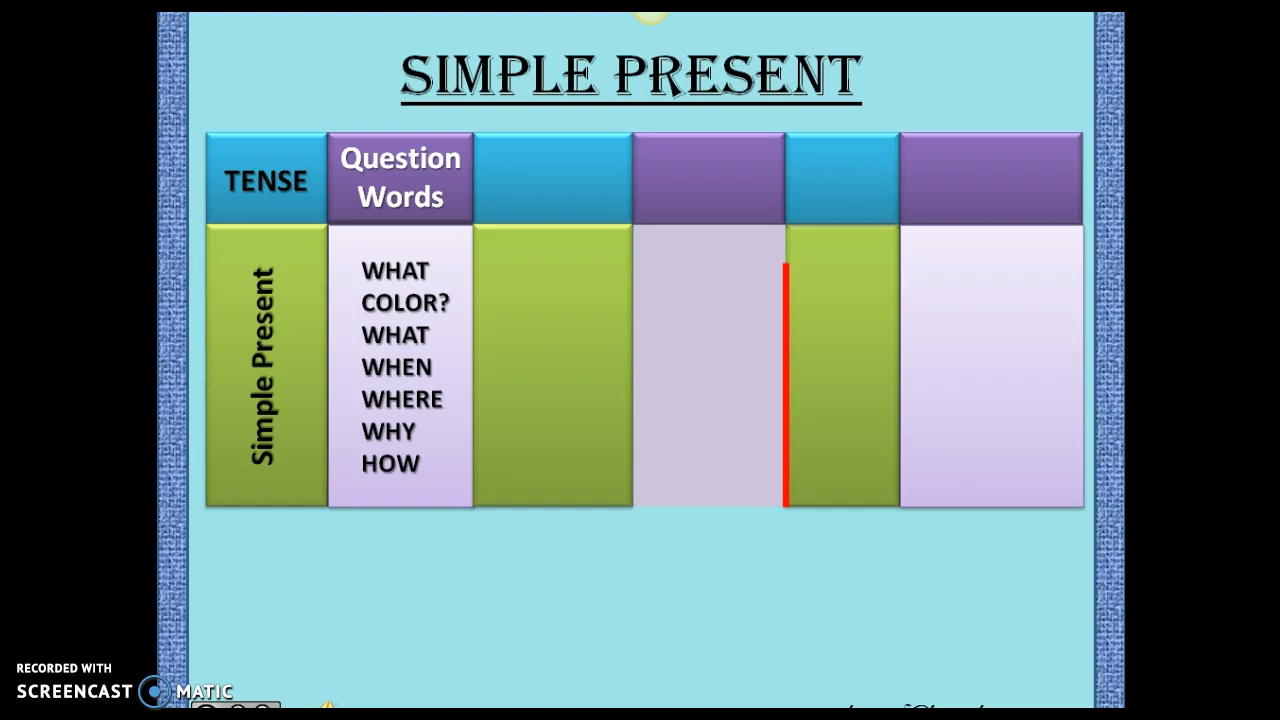 SIMPLE PRESENT
TENSE
Question
Words
Simple Present
WHAT
COLOR?
WHAT
WHEN
WHERE
WHY
HOW
RECORDED WITH
SCREENCAST MATIC